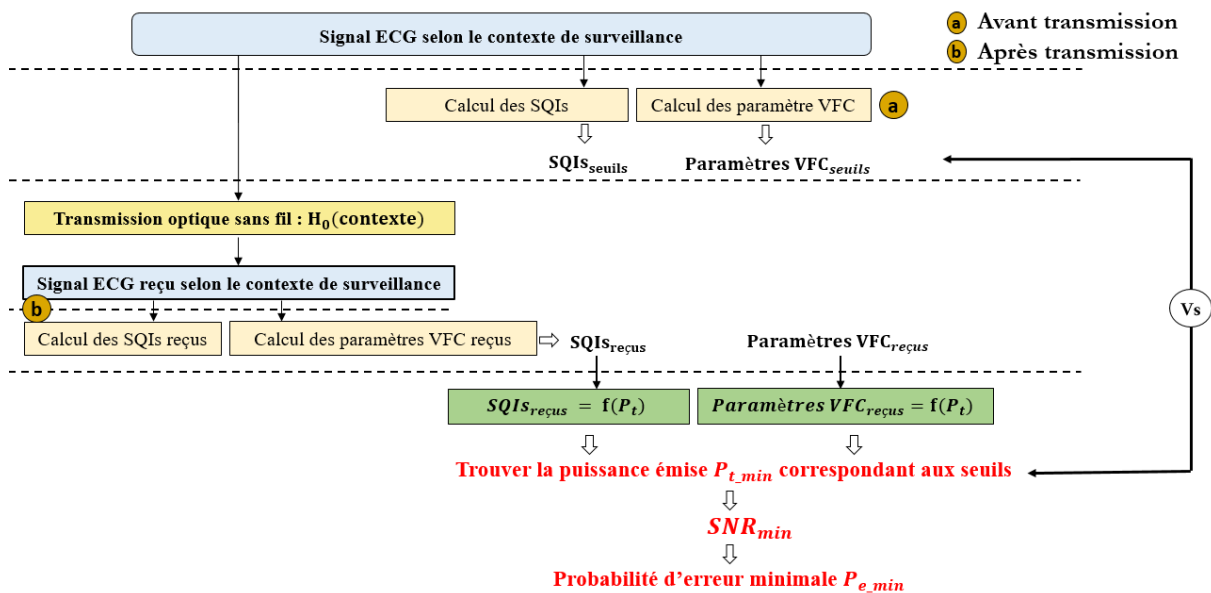 Signal ECG selon le contexte de surveillance
a Avant transmission
b Après transmission
Calcul des SQIs
Calcul des paramètre VFC
a
SQIs_seuils
Paramètres VFC_seuils
Transmission optique sans fil : H_0(contexte)
Signal ECG reçu selon le contexte de surveillance
Vs
b
Calcul des SQIs reçus
Calcul des paramètres VFC reçus
SQIs_reçus
Paramètres VFC_reçus
SQIs_reçus = f(P_t)
Paramètres VFC_reçus = f(P_t)
Trouver la puissance émise P_t_min correspondant aux seuils
SNR_min
Probabilité d'erreur minimale P_e_min